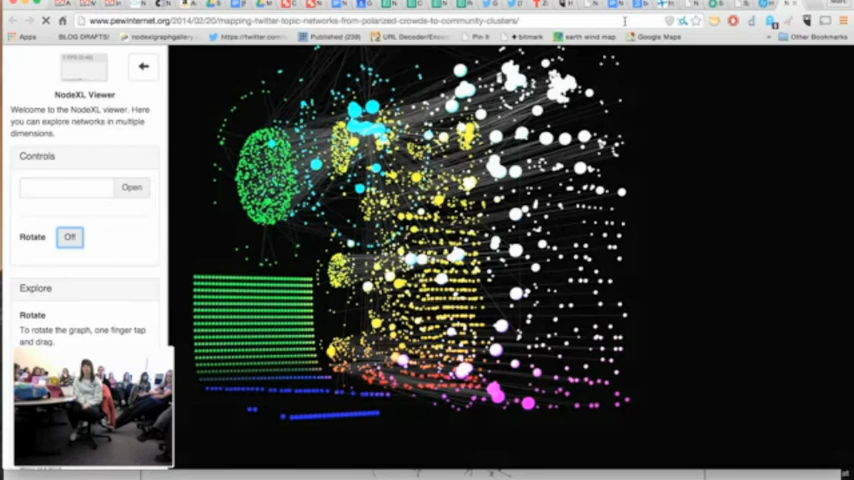 www.pewinternet.org/2014/02/20/mapping-twitter-topic-networks-from-polarized-crowds-to-community-clusters/
Apps BLOG DRAFTS! nodexlgraphgallery https://twitter.com/ Published (239) URL Decoder/Enco Pin It + bitmark earth wind map Google Maps Other Bookmarks
NodeXL Viewer
Welcome to the NodeXL viewer. Here
you can explore networks in multiple
dimensions.
Controls
Open
Rotate Off
Explore
Rotate
To rotate the graph, one finger tap
and drag.